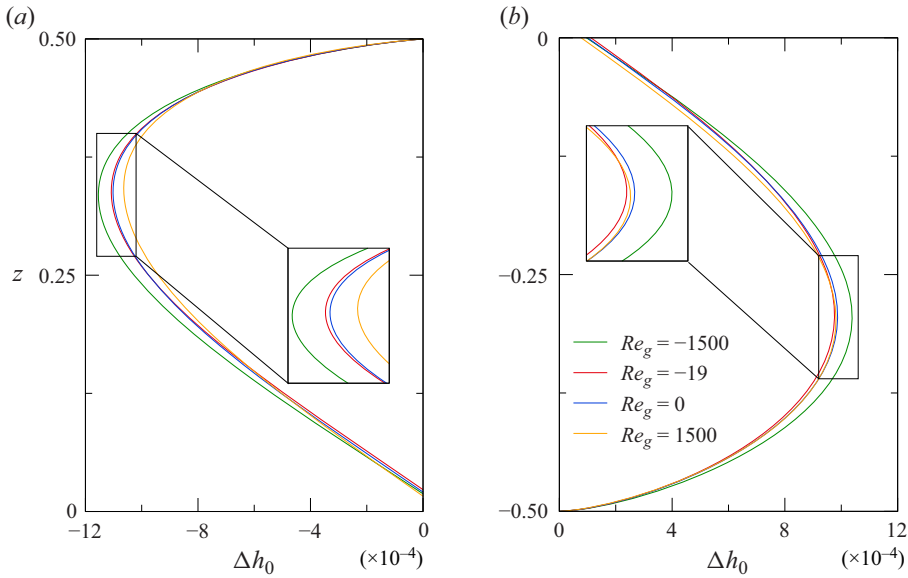 (a)
(b)
0.50
0.25
0
z
−12
−8
−4
0
Δh0
(×10−4)
0
−0.25
−0.50
Reg = −1500
Reg = −19
Reg = 0
Reg = 1500
0
4
8
12
Δh0
(×10−4)